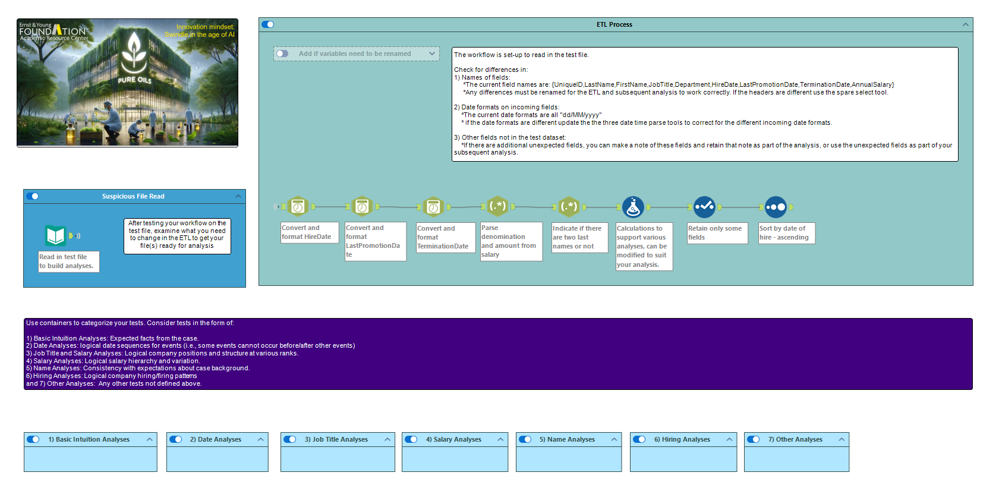 Ernst & Young
FOUNDATION
Academic Resource Center
Innovation mindset:
Swindle in the age of AI
PURE OILS
ETL Process
Add if variables need to be renamed
The workflow is set-up to read in the test file.
Check for differences in:
1) Names of fields:
*The current field names are: {UniqueID,LastName,FirstName,JobTitle,Department,HireDate,LastPromotionDate,TerminationDate,AnnualSalary}
*Any differences must be renamed for the ETL and subsequent analysis to work correctly. If the headers are different use the spare select tool.
2) Date formats on incoming fields:
*The current date formats are all "dd/MM/yyyy"
* if the date formats are different update the the three date time parse tools to correct for the different incoming date formats.
3) Other fields not in the test dataset:
*If there are additional unexpected fields, you can make a note of these fields and retain that note as part of the analysis, or use the unexpected fields as part of your
subsequent analysis.
Suspicious File Read
After testing your workflow on the
test file, examine what you need
to change in the ETL to get your
file(s) ready for analysis
Read in test file
to build analyses.
(.*)
(.*)
Convert and
format HireDate
Convert and
format
LastPromotionDa
te
Convert and
format
TerminationDate
Parse
denomination
and amount from
salary
Indicate if there
are two last
names or not
Calculations to
support various
analyses, can be
modified to suit
your analysis.
Retain only some
fields
Sort by date of
hire - ascending
Use containers to categorize your tests. Consider tests in the form of:
1) Basic Intuition Analyses: Expected facts from the case.
2) Date Analyses: logical date sequences for events (i.e., some events cannot occur before/after other events)
3) Job Title and Salary Analyses: Logical company positions and structure at various ranks.
4) Salary Analyses: Logical salary hierarchy and variation.
5) Name Analyses: Consistency with expectations about case background.
6) Hiring Analyses: Logical company hiring/firing patterns
and 7) Other Analyses:  Any other tests not defined above.
1) Basic Intuition Analyses
2) Date Analyses
3) Job Title Analyses
4) Salary Analyses
5) Name Analyses
6) Hiring Analyses
7) Other Analyses